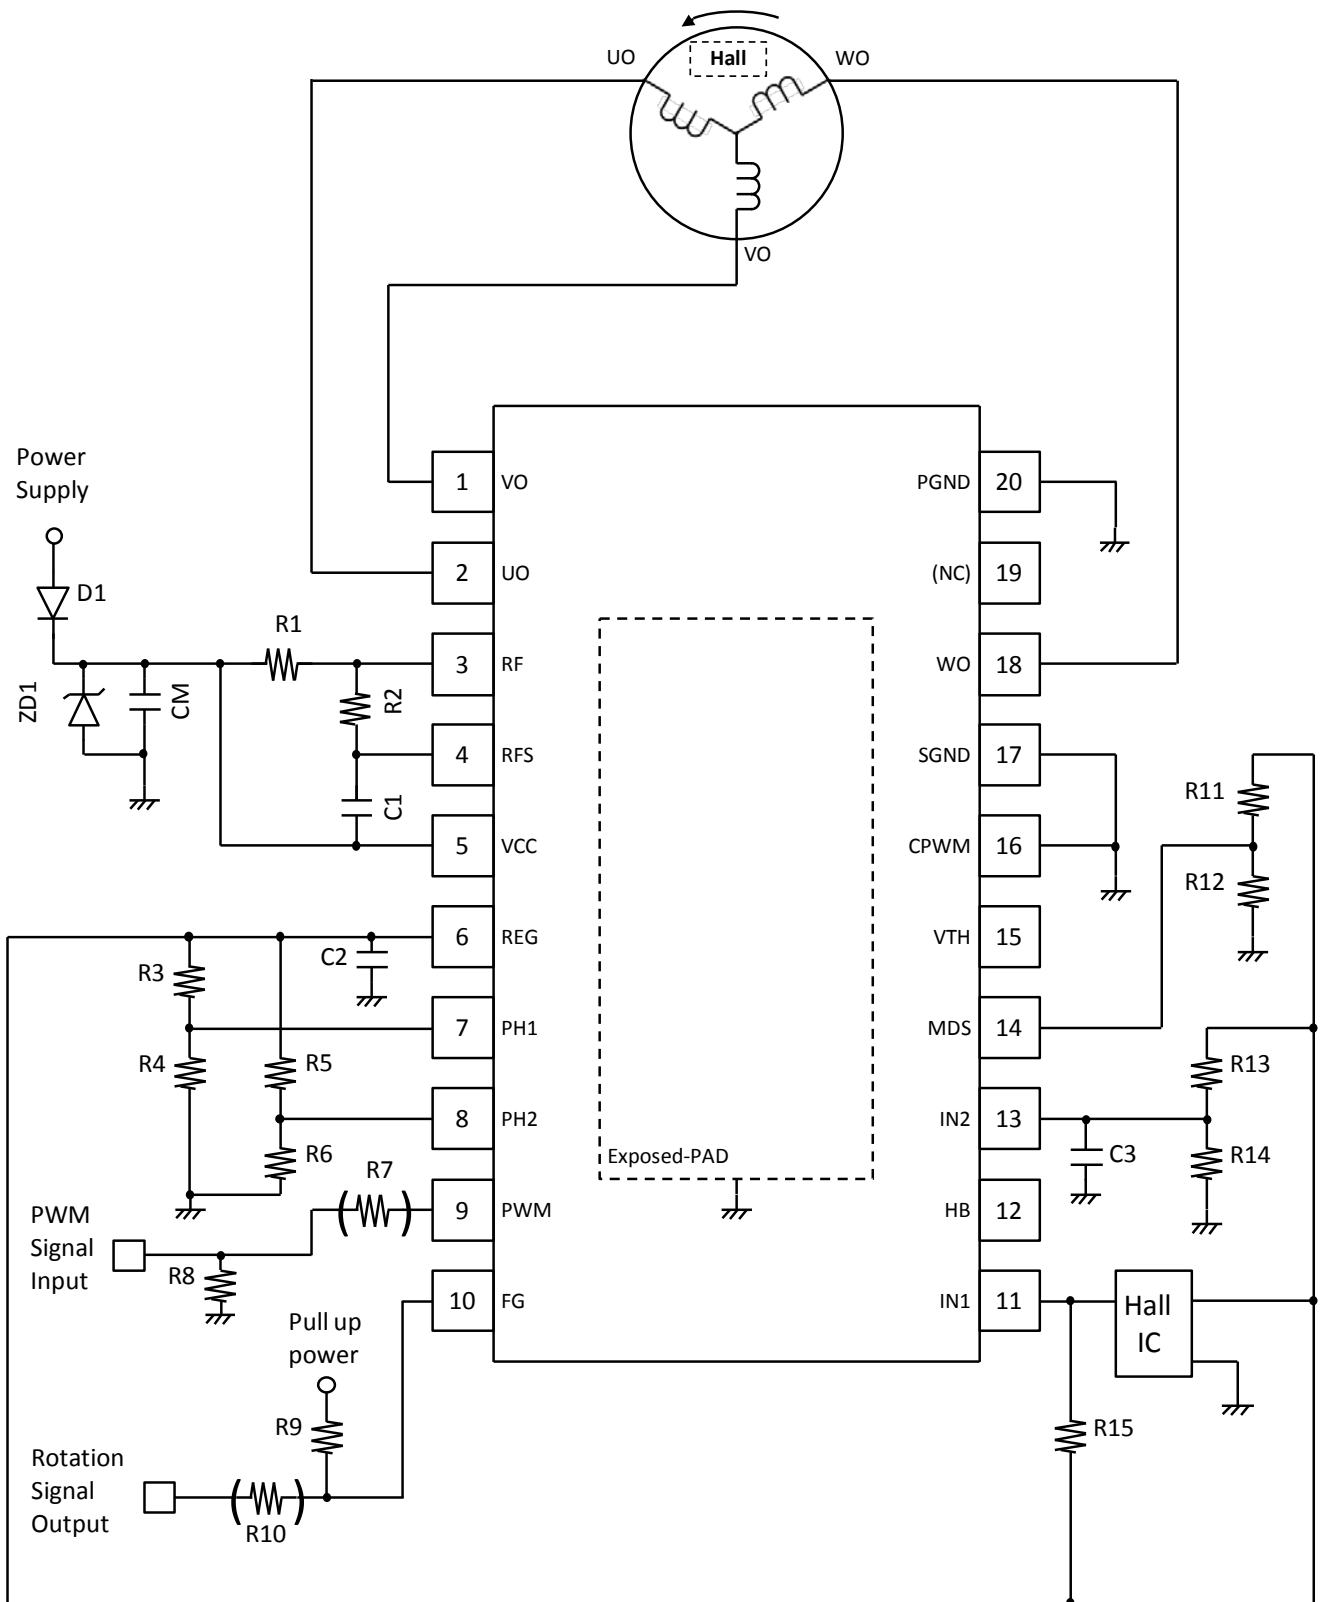 UO
Hall
WO
VO
Power
Supply
D1
R1
ZD1
CM
R2
C1
1
VO
2
UO
3
RF
4
RFS
5
VCC
6
REG
7
PH1
8
PH2
9
PWM
10
FG
PGND
20
(NC)
19
WO
18
SGND
17
CPWM
16
VTH
15
MDS
14
IN2
13
HB
12
IN1
11
Exposed-PAD
R3
C2
R4
R5
R6
(R7)
PWM
Signal
Input
R8
Pull up
power
R9
Rotation
Signal
Output
(R10)
R11
R12
R13
C3
R14
Hall
IC
R15